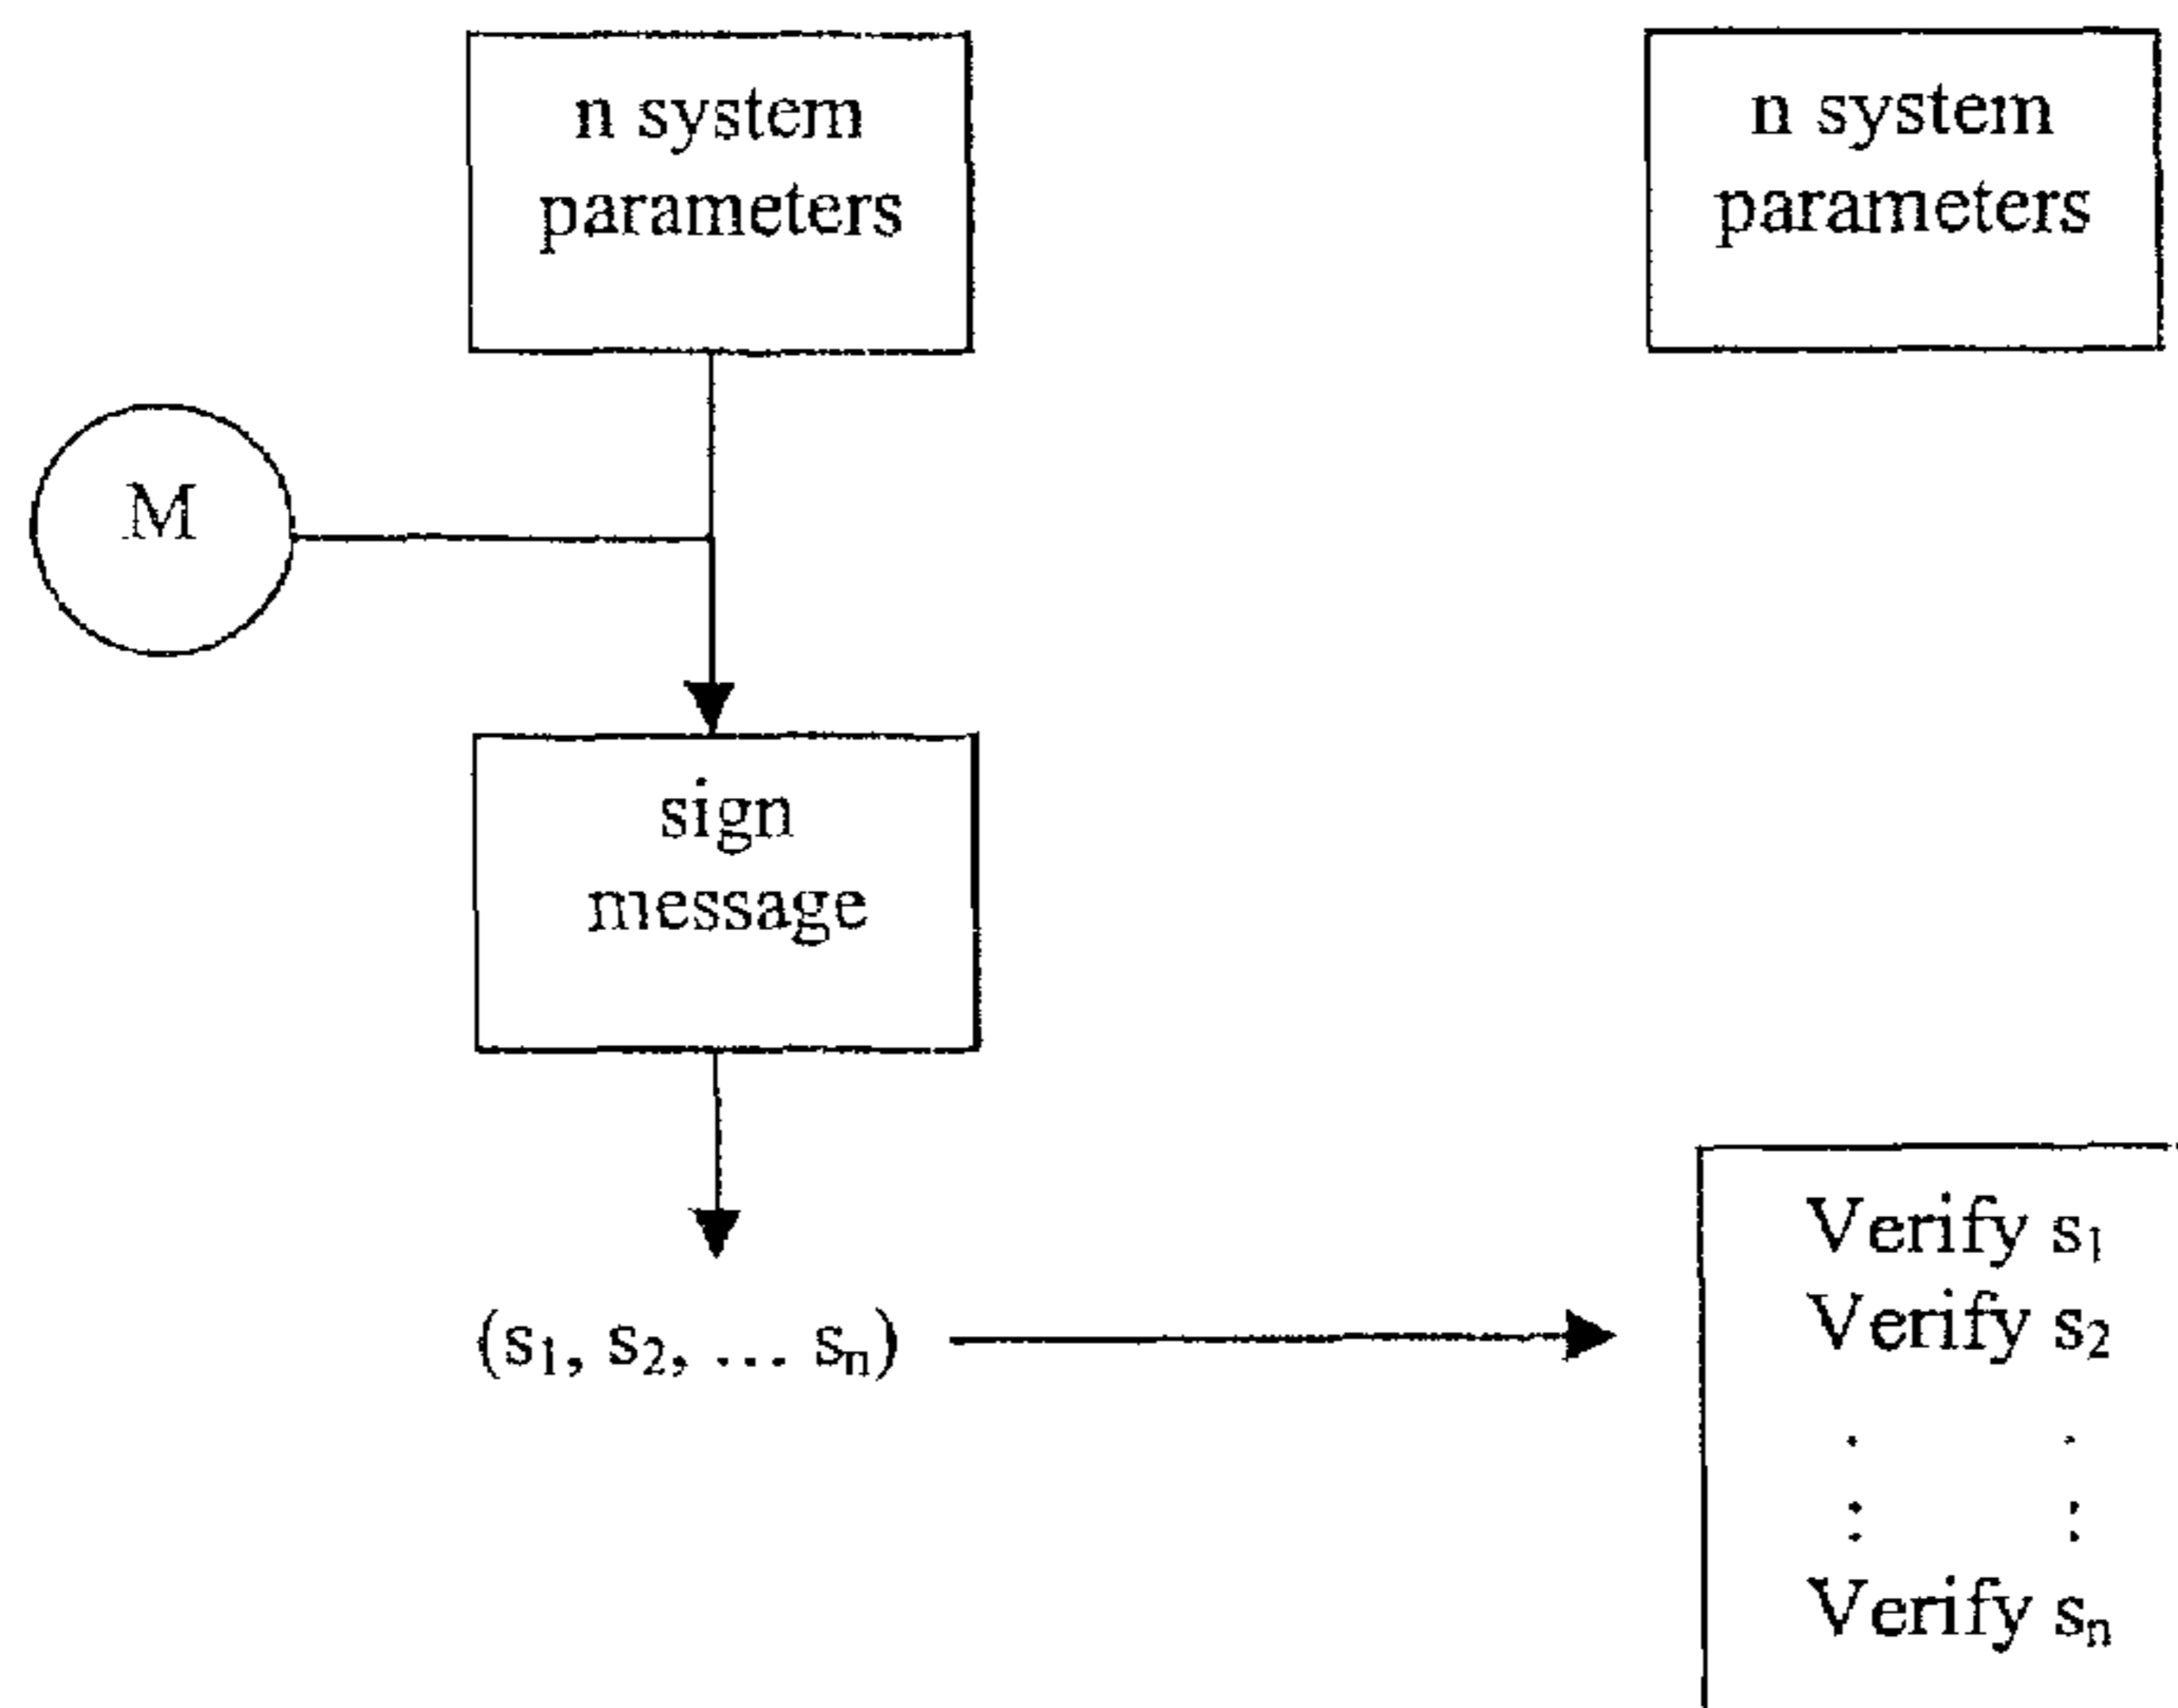 n system
parameters
n system
parameters
M
sign
message
(s₁, s₂, … sₙ)
Verify s₁
Verify s₂
. .
: :
Verify sₙ